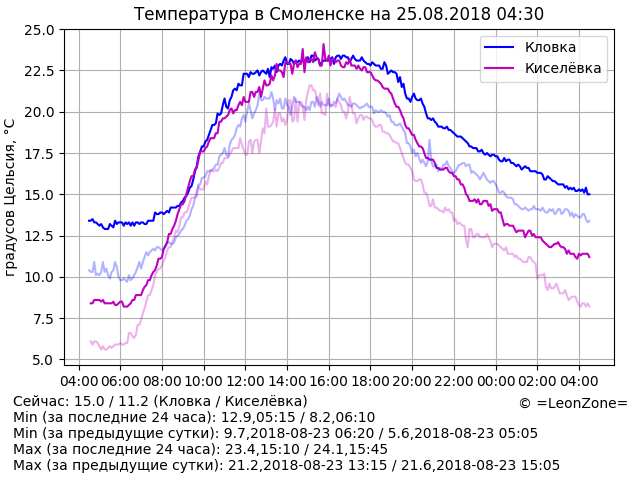 Температура в Смоленске на 25.08.2018 04:30
градусов Цельсия, °C
25.0
22.5
20.0
17.5
15.0
12.5
10.0
7.5
5.0
Кловка
Киселёвка
04:00 06:00 08:00 10:00 12:00 14:00 16:00 18:00 20:00 22:00 00:00 02:00 04:00
Сейчас: 15.0 / 11.2 (Кловка / Киселёвка)
© =LeonZone=
Min (за последние 24 часа): 12.9,05:15 / 8.2,06:10
Min (за предыдущие сутки): 9.7,2018-08-23 06:20 / 5.6,2018-08-23 05:05
Max (за последние 24 часа): 23.4,15:10 / 24.1,15:45
Max (за предыдущие сутки): 21.2,2018-08-23 13:15 / 21.6,2018-08-23 15:05